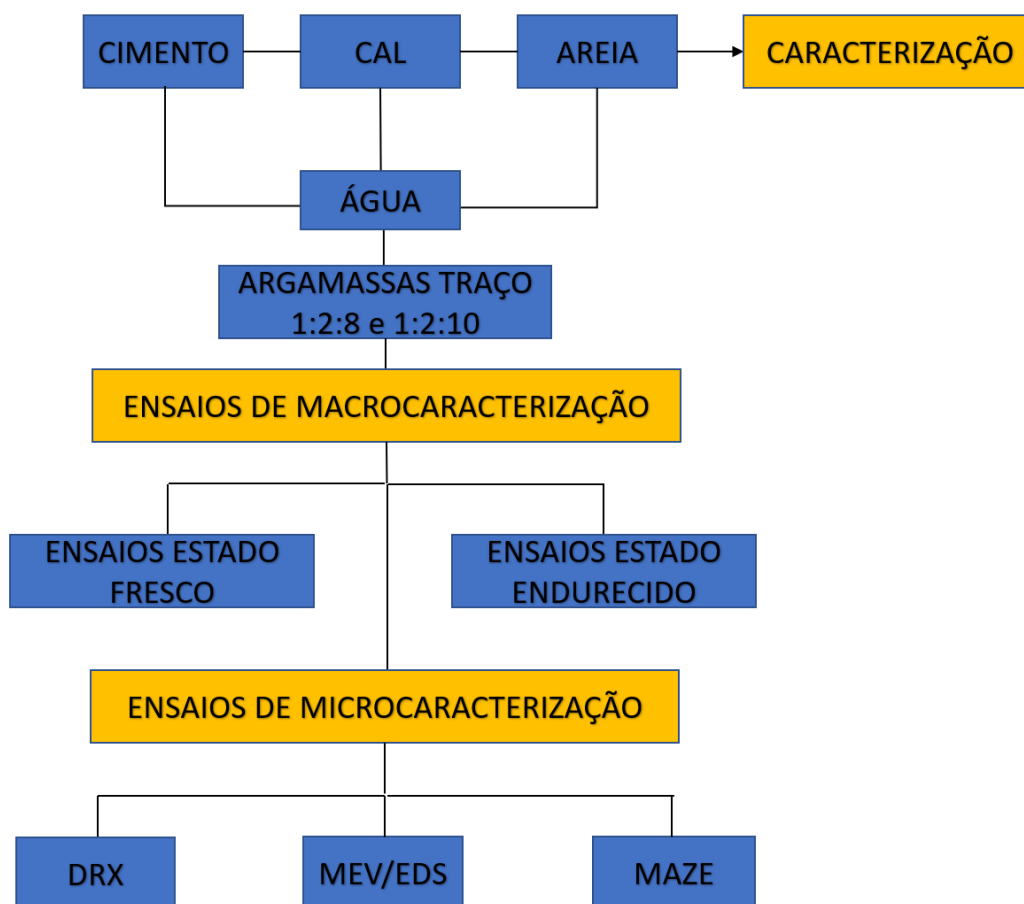 CIMENTO
CAL
AREIA
CARACTERIZAÇÃO
ÁGUA
ARGAMASSAS TRAÇO
1:2:8 e 1:2:10
ENSAIOS DE MACROCARACTERIZAÇÃO
ENSAIOS ESTADO
FRESCO
ENSAIOS ESTADO
ENDURECIDO
ENSAIOS DE MICROCARACTERIZAÇÃO
DRX
MEV/EDS
MAZE